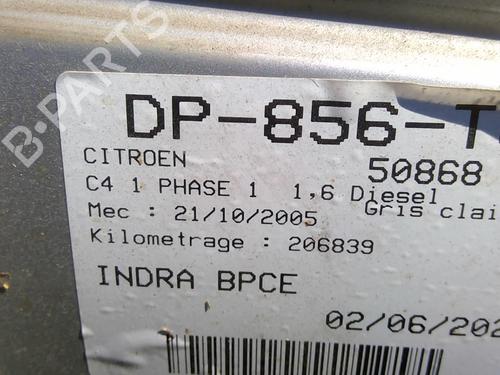 B-PARTS
DP-856-T
CITROEN 50868
C4 1 PHASE 1 1,6 Diesel
Mec : 21/10/2005 Gris clai
Kilometrage : 206839
INDRA BPCE
02/06/202